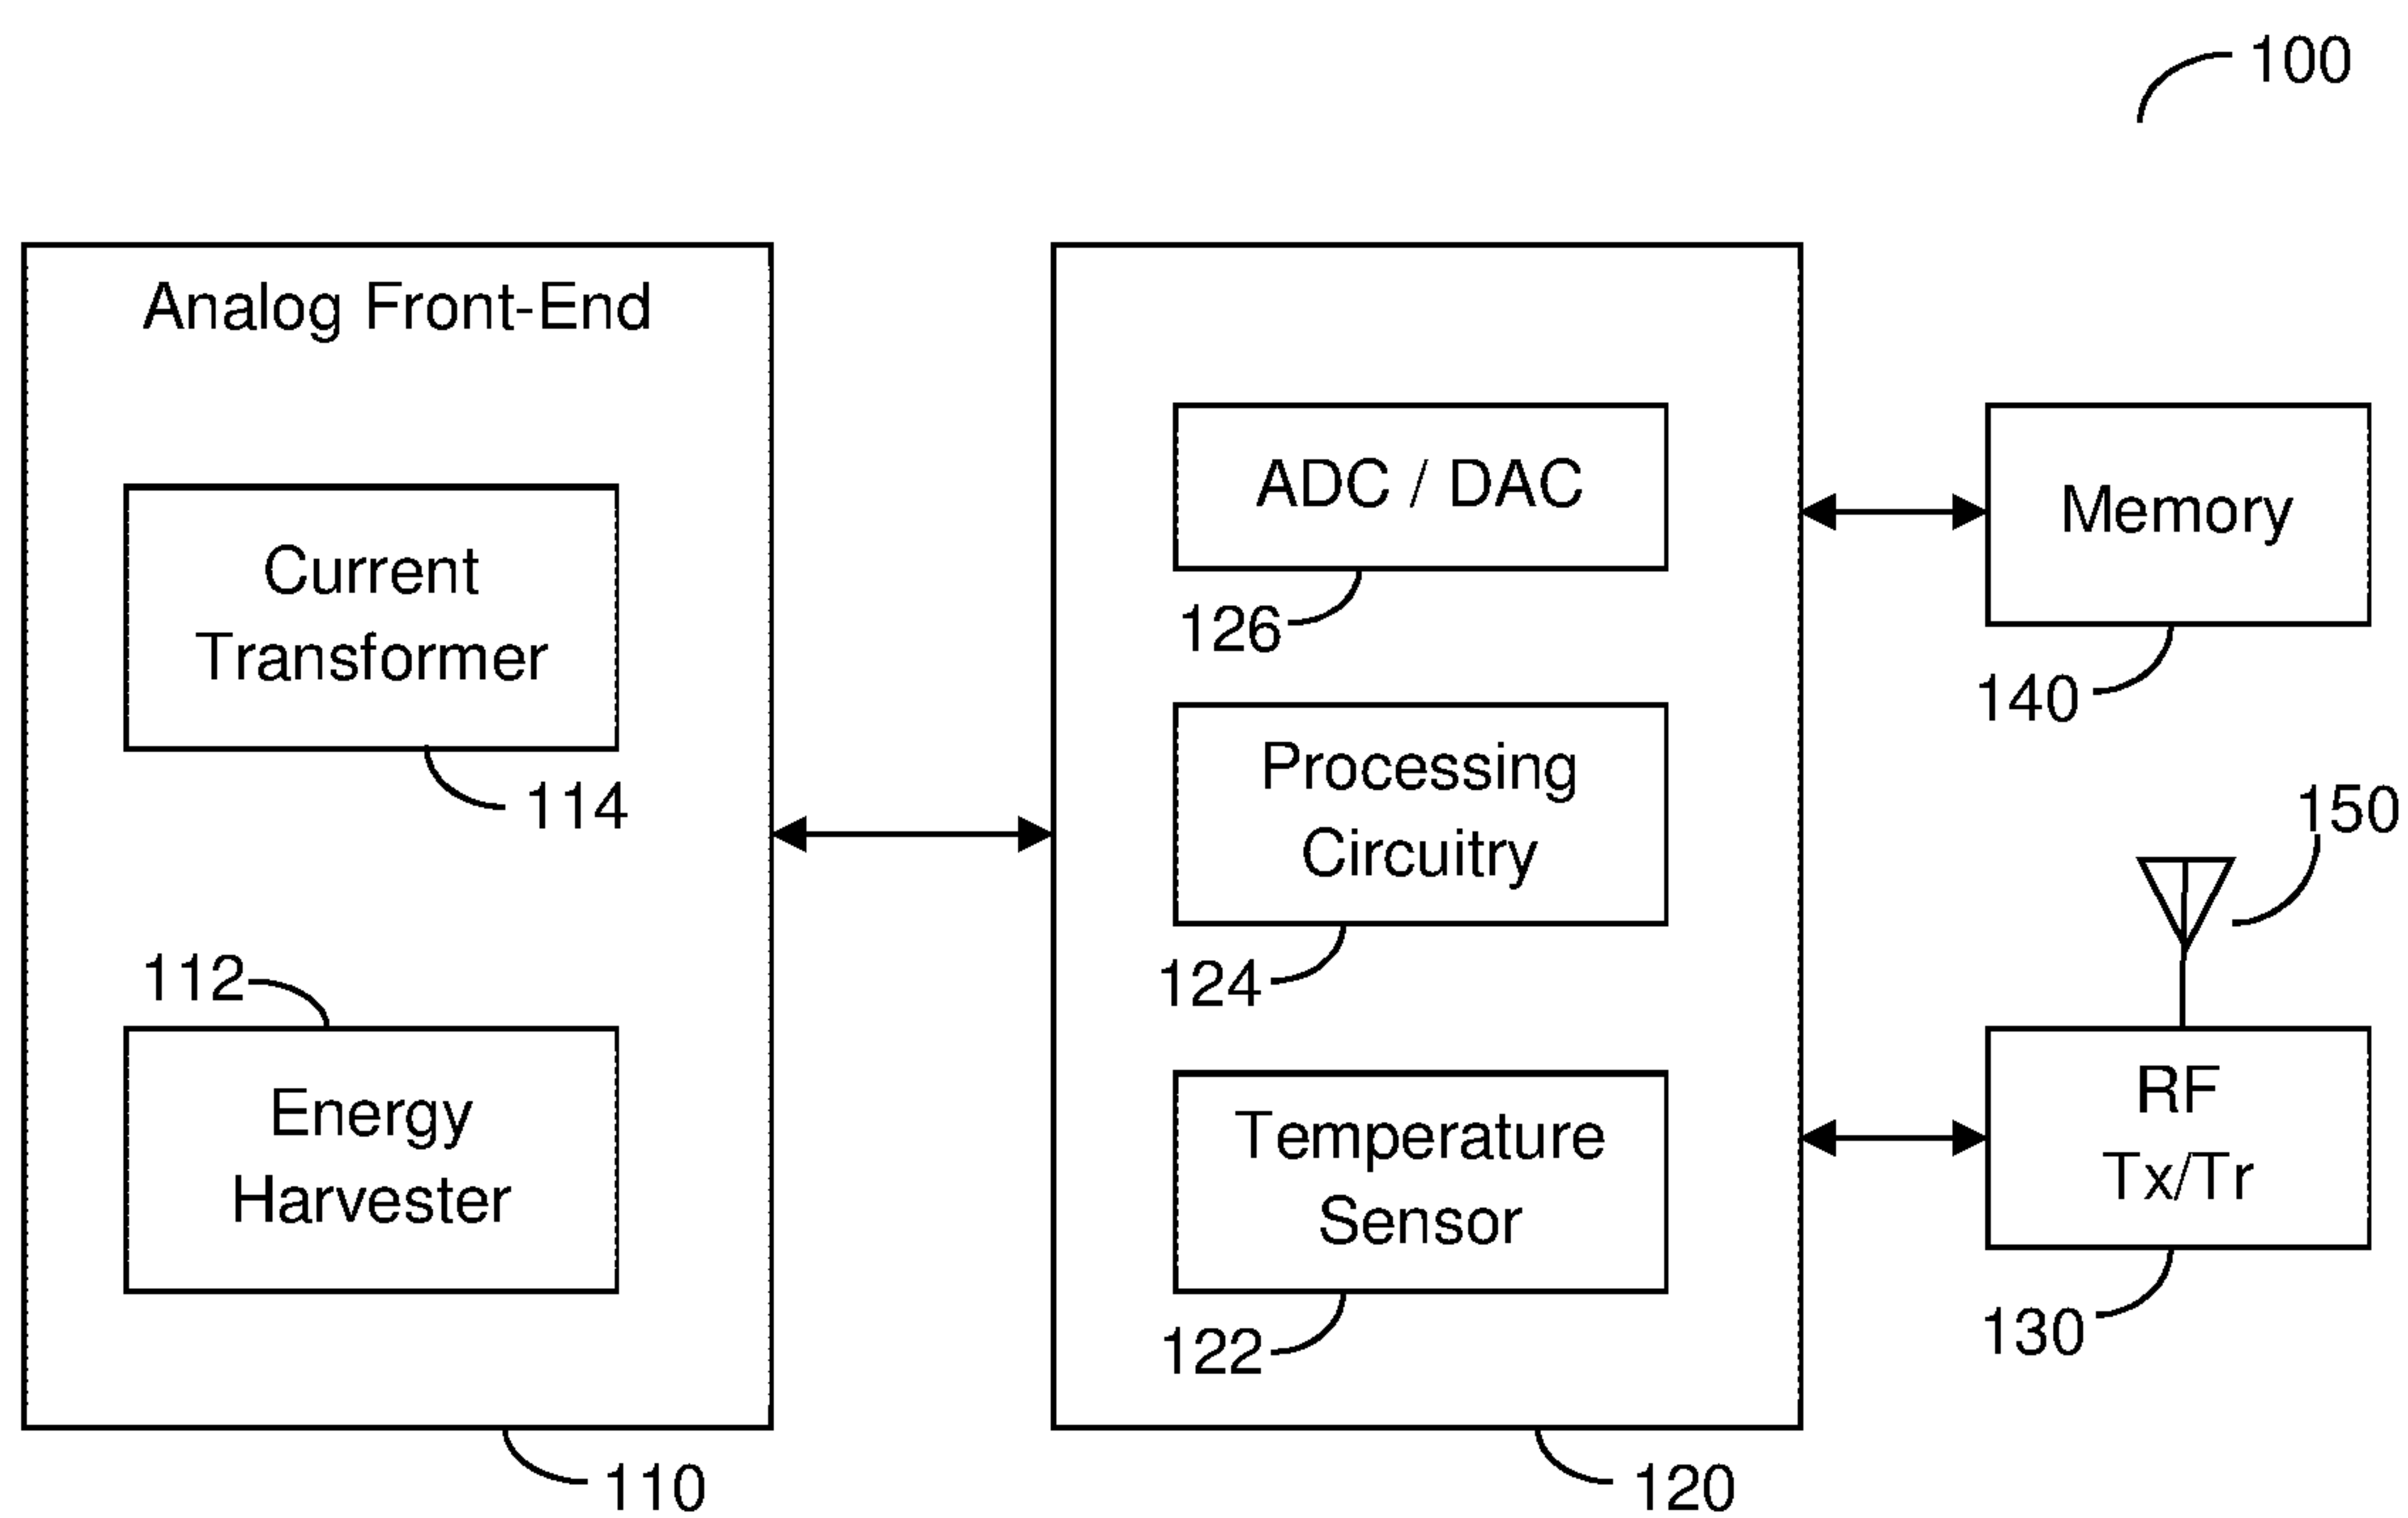 100
Analog Front-End
Current
Transformer
114
112
Energy
Harvester
110
ADC / DAC
126
Processing
Circuitry
124
Temperature
Sensor
122
120
Memory
140
150
RF
Tx/Tr
130